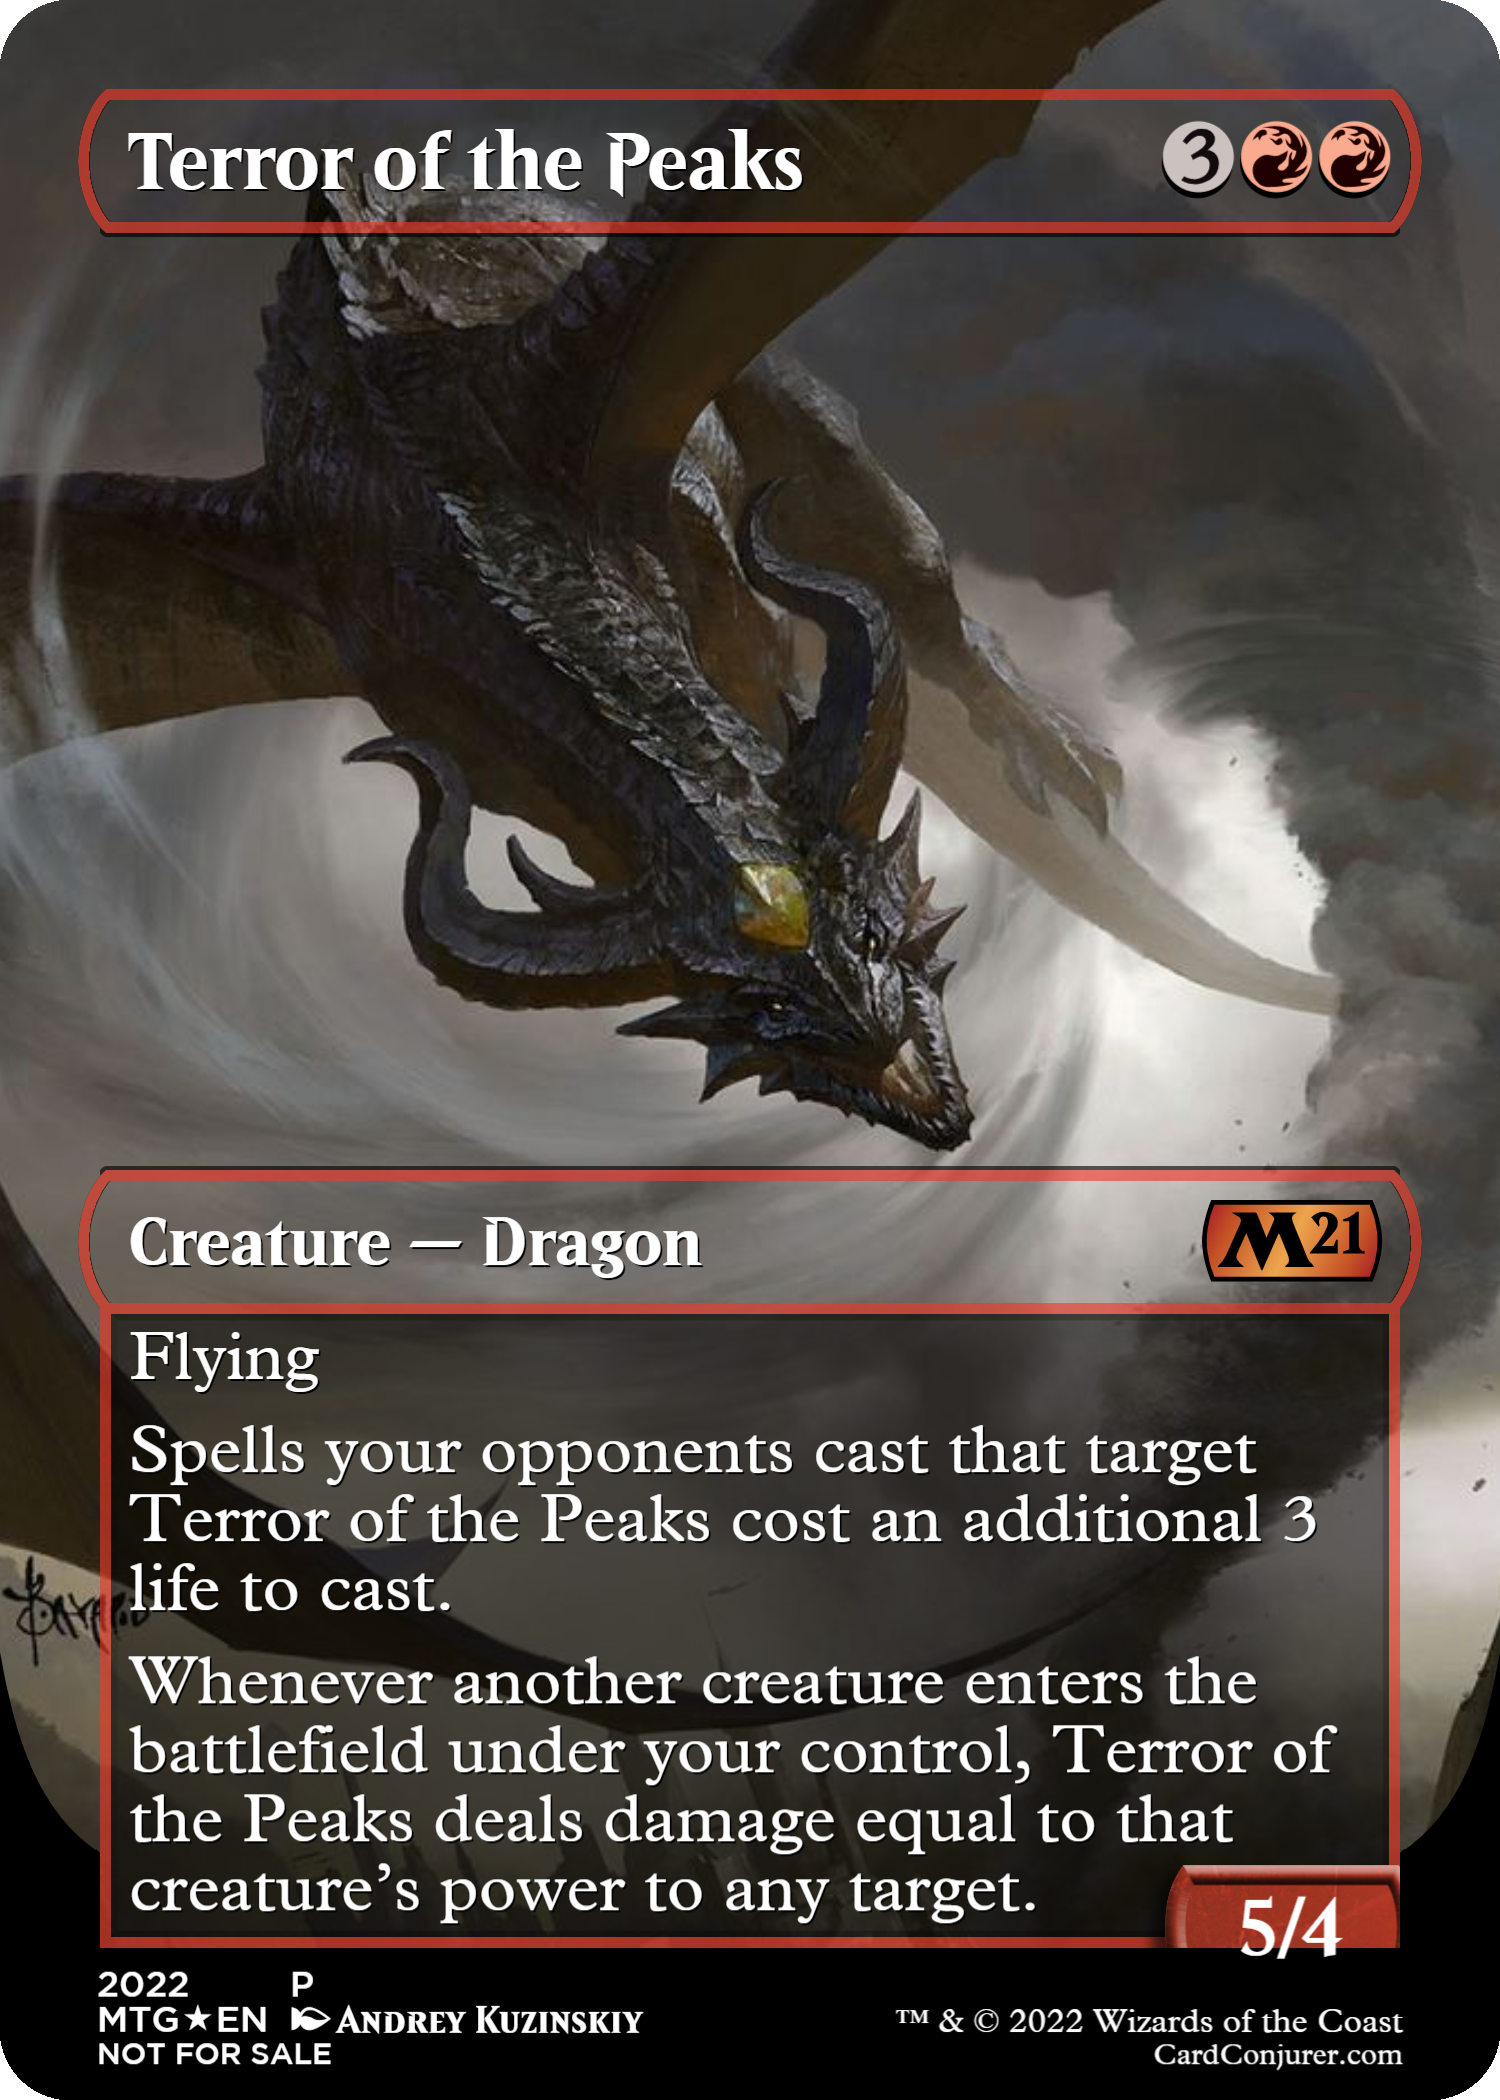 Terror of the Peaks 3
Creature — Dragon M21
Flying
Spells your opponents cast that target
Terror of the Peaks cost an additional 3
life to cast.
Whenever another creature enters the
battlefield under your control, Terror of
the Peaks deals damage equal to that
creature's power to any target.
5/4
2022 P
MTG★EN ANDREY KUZINSKIY
NOT FOR SALE
™ & © 2022 Wizards of the Coast
CardConjurer.com